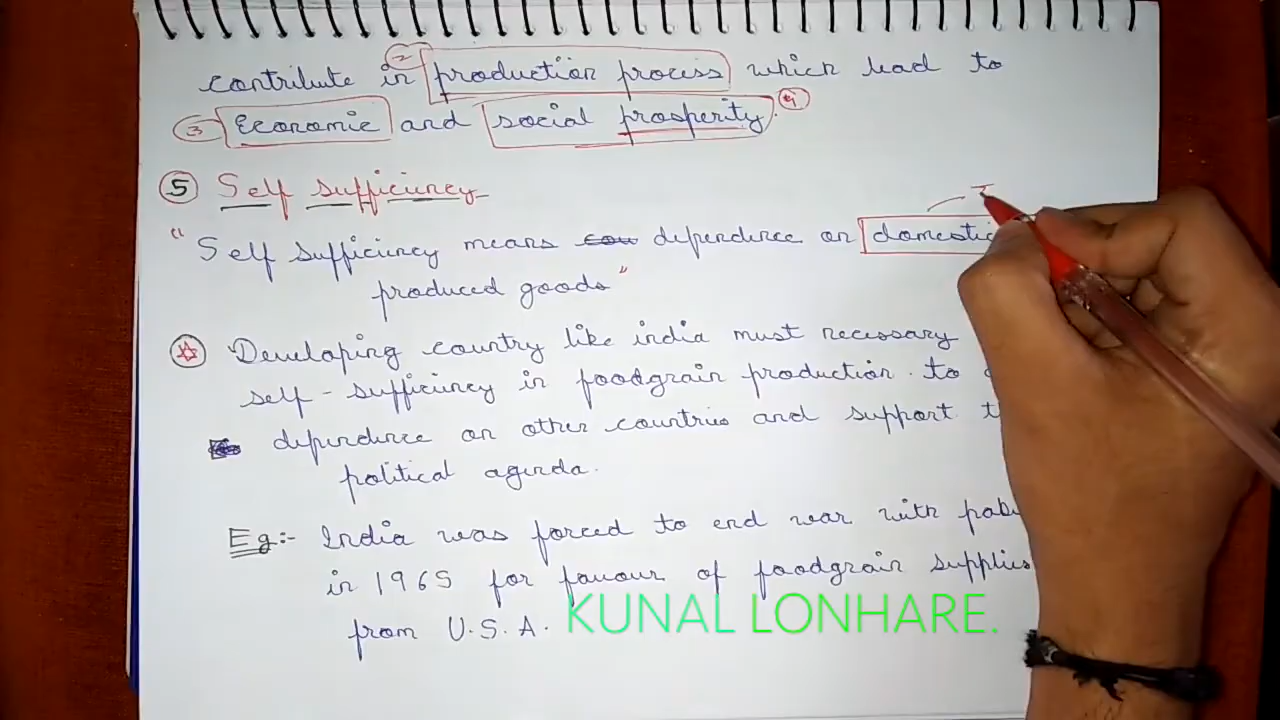 contribute in ② production process which lead to
③ Economic and social prosperity. ④
⑤ Self sufficiency
" Self sufficiency means dependence on domestic
produced goods "
Developing country like india must necessary
self - sufficiency in foodgrain production. to
dependence on other countries and support
political agenda.
Eg:- India was forced to end war with
in 1965 for favour of foodgrain supplies
from U.S.A.
KUNAL LONHARE.